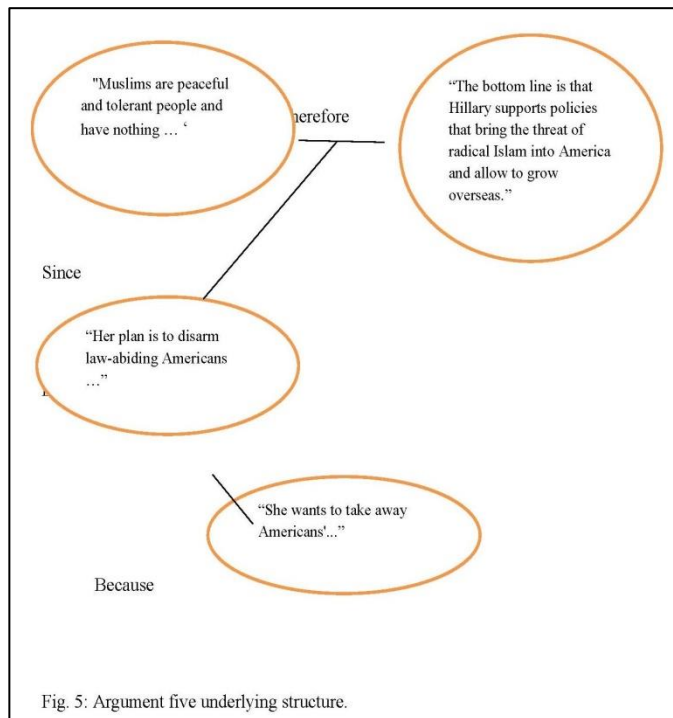 "Muslims are peaceful
and tolerant people and
have nothing … ‘
“The bottom line is that
Hillary supports policies
that bring the threat of
radical Islam into America
and allow to grow
overseas.”
herefore
Since
“Her plan is to disarm
law-abiding Americans
…”
“She wants to take away
Americans'...”
Because
Fig. 5: Argument five underlying structure.